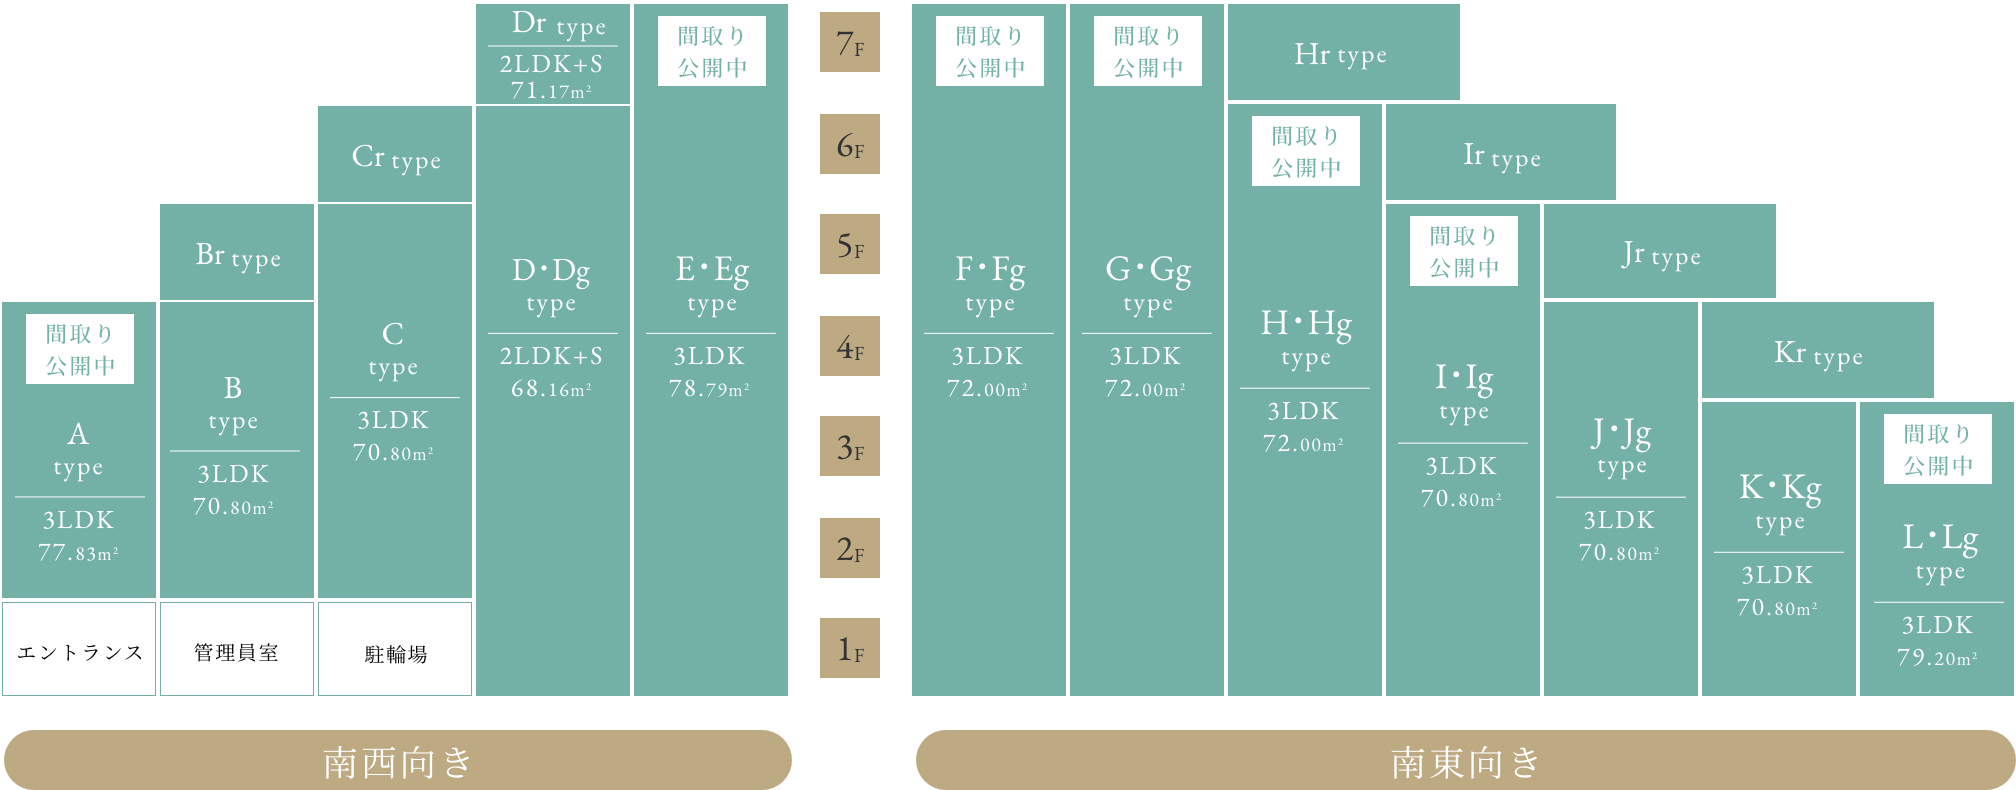 Dr type
2LDK+S
71.17m²
間取り
公開中
E・Eg
type
3LDK
78.79m²
Cr type
D・Dg
type
2LDK+S
68.16m²
Br type
C
type
3LDK
70.80m²
間取り
公開中
A
type
3LDK
77.83m²
B
type
3LDK
70.80m²
エントランス
管理員室
駐輪場
南西向き
7F
6F
5F
4F
3F
2F
1F
間取り
公開中
F・Fg
type
3LDK
72.00m²
間取り
公開中
G・Gg
type
3LDK
72.00m²
Hr type
間取り
公開中
H・Hg
type
3LDK
72.00m²
Ir type
間取り
公開中
I・Ig
type
3LDK
70.80m²
Jr type
J・Jg
type
3LDK
70.80m²
Kr type
K・Kg
type
3LDK
70.80m²
間取り
公開中
L・Lg
type
3LDK
79.20m²
南東向き